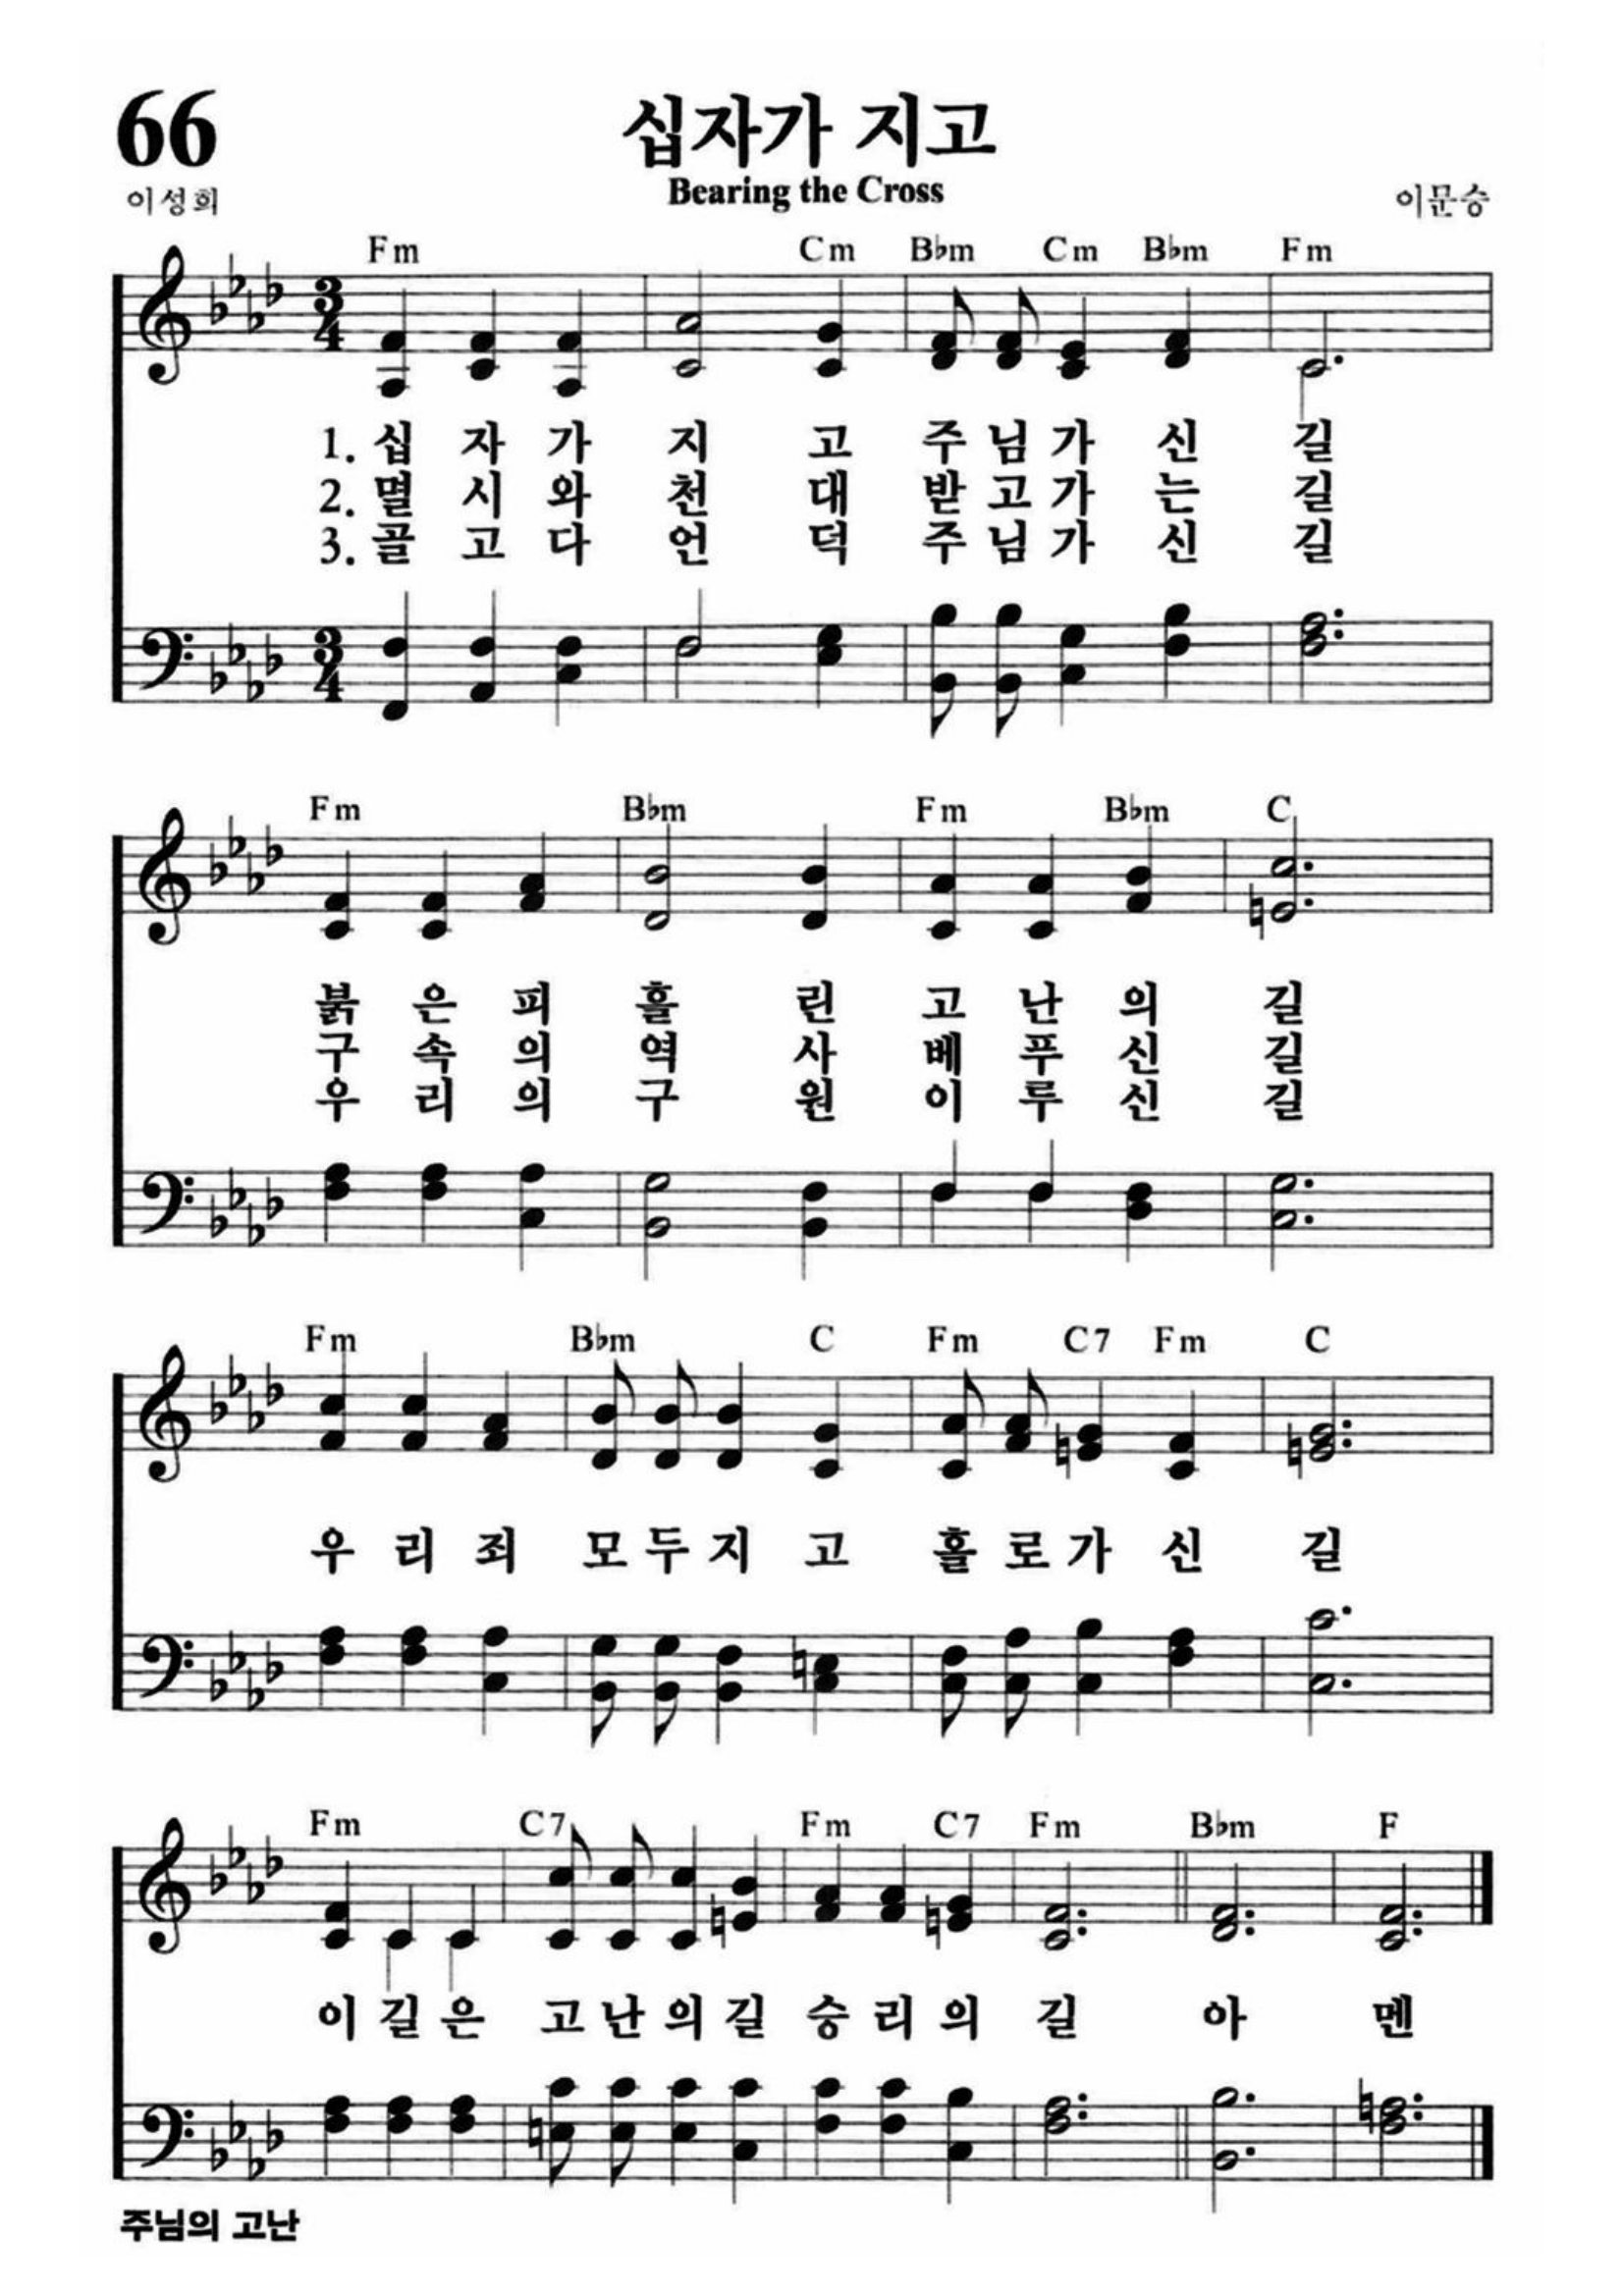 66
십자가 지고
Bearing the Cross
이성희
이문승
Fm Cm B♭m Cm B♭m Fm
3/4
1. 십 자 가 지 고 주 님 가 신 길
2. 멸 시 와 천 대 받 고 가 는 길
3. 골 고 다 언 덕 주 님 가 신 길
3/4
Fm B♭m Fm B♭m C
붉 은 피 흘 린 고 난 의 길
구 속 의 역 사 베 푸 신 길
우 리 의 구 원 이 루 신 길
Fm B♭m C Fm C7 Fm C
우 리 죄 모 두 지 고 홀 로 가 신 길
Fm C7 Fm C7 Fm B♭m F
이 길 은 고 난 의 길 승 리 의 길 아 멘
주님의 고난